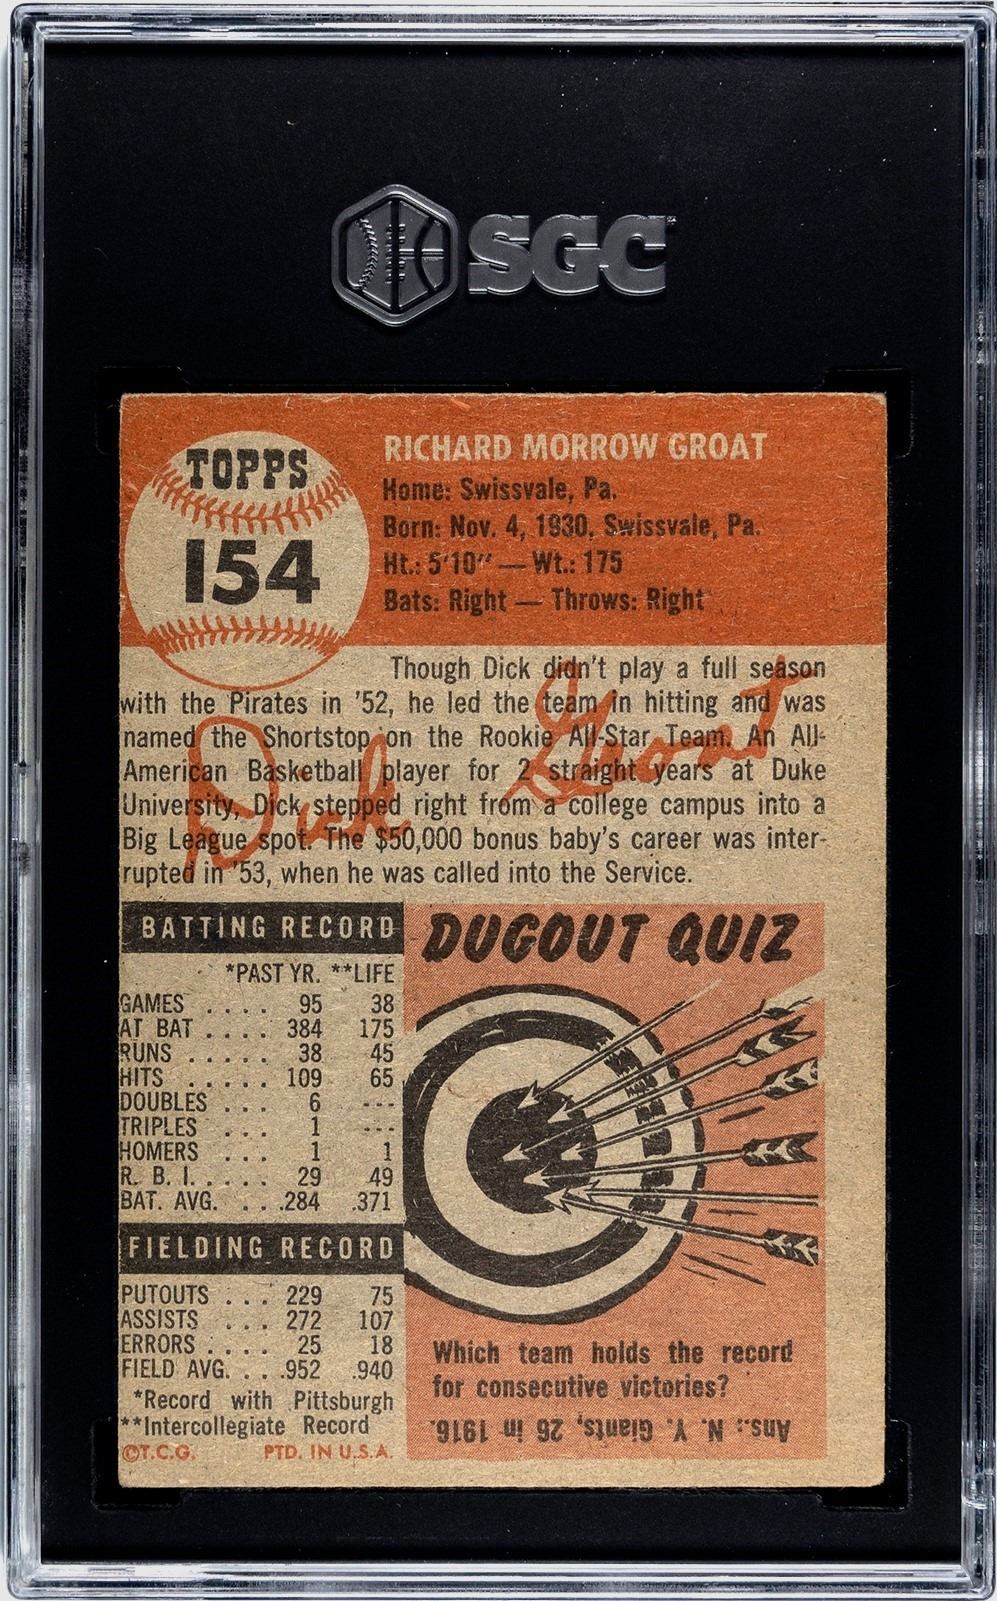 SGC
TOPPS
154
RICHARD MORROW GROAT
Home: Swissvale, Pa.
Born: Nov. 4, 1930, Swissvale, Pa.
Ht.: 5'10" — Wt.: 175
Bats: Right — Throws: Right
Though Dick didn't play a full season
with the Pirates in '52, he led the team in hitting and was
named the Shortstop on the Rookie All-Star Team. An All-
American Basketball player for 2 straight years at Duke
University, Dick stepped right from a college campus into a
Big League spot. The $50,000 bonus baby's career was inter-
rupted in '53, when he was called into the Service.
Dick Groat
BATTING RECORD
*PAST YR. **LIFE
GAMES . . . . 95 38
AT BAT . . . . 384 175
RUNS . . . . . 38 45
HITS . . . . . 109 65
DOUBLES . . . 6 ---
TRIPLES . . . 1 ---
HOMERS . . . 1 1
R. B. I. . . . . . 29 49
BAT. AVG. . . .284 .371
FIELDING RECORD
PUTOUTS . . . 229 75
ASSISTS . . . 272 107
ERRORS . . . . 25 18
FIELD AVG. . . .952 .940
*Record with Pittsburgh
**Intercollegiate Record
©T.C.G. PTD. IN U.S.A.
DUGOUT QUIZ
Which team holds the record
for consecutive victories?
Ans.: N. Y. Giants, 26 in 1916.